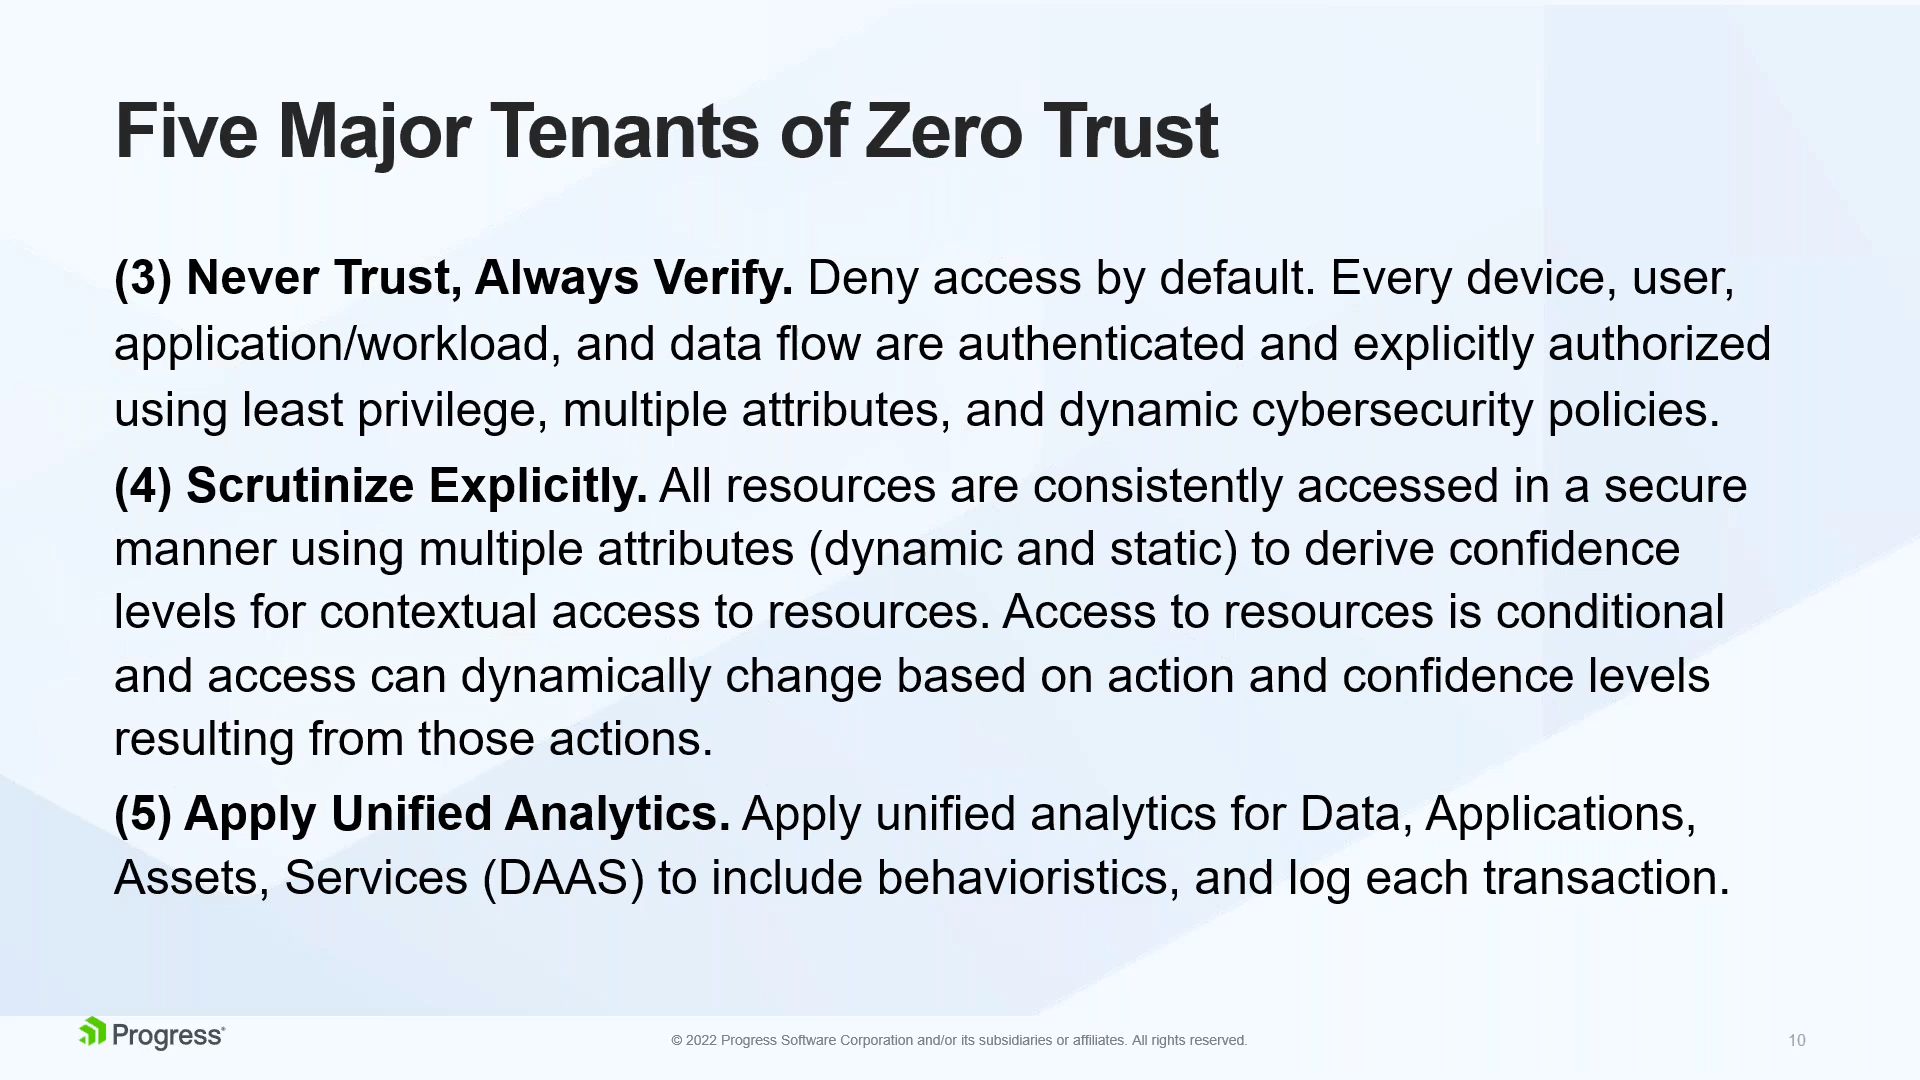 Five Major Tenants of Zero Trust
(3) Never Trust, Always Verify. Deny access by default. Every device, user,
application/workload, and data flow are authenticated and explicitly authorized
using least privilege, multiple attributes, and dynamic cybersecurity policies.
(4) Scrutinize Explicitly. All resources are consistently accessed in a secure
manner using multiple attributes (dynamic and static) to derive confidence
levels for contextual access to resources. Access to resources is conditional
and access can dynamically change based on action and confidence levels
resulting from those actions.
(5) Apply Unified Analytics. Apply unified analytics for Data, Applications,
Assets, Services (DAAS) to include behavioristics, and log each transaction.
Progress
© 2022 Progress Software Corporation and/or its subsidiaries or affiliates. All rights reserved.
10